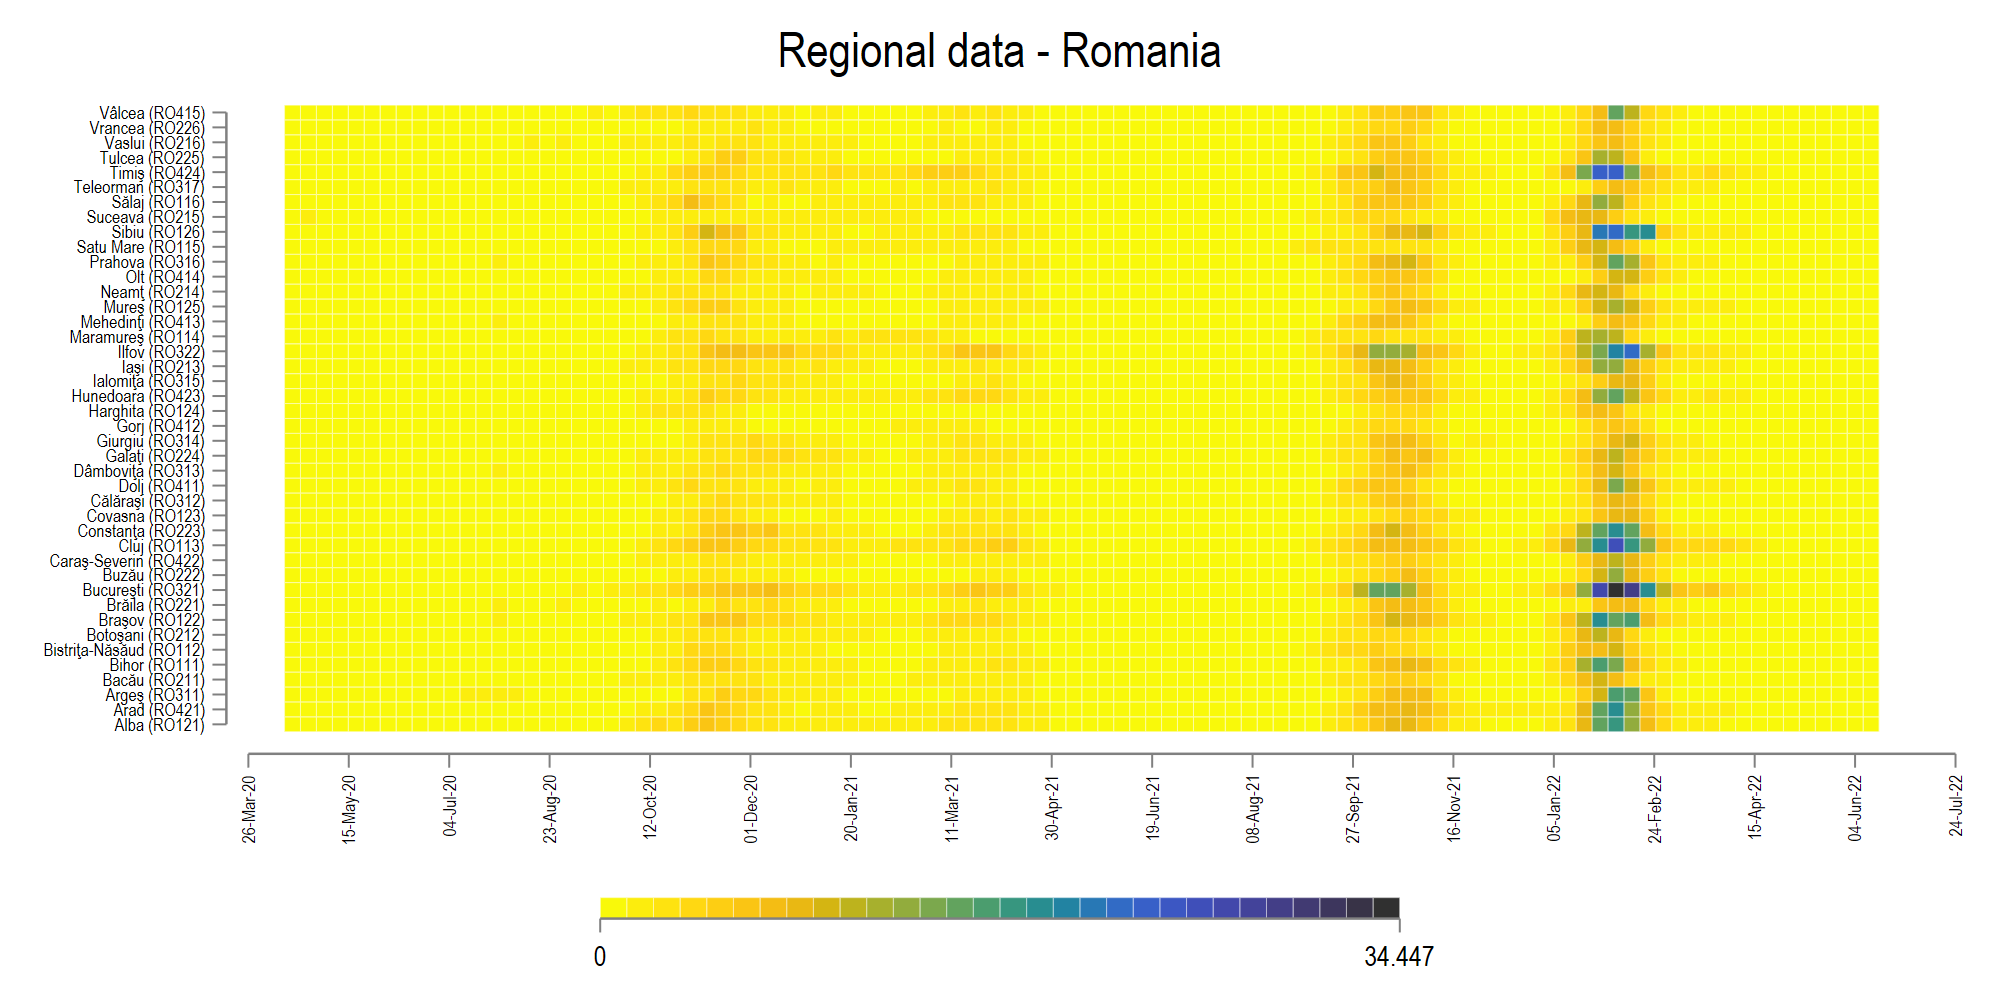 Regional data - Romania
Vâlcea (RO415)
Vrancea (RO226)
Vaslui (RO216)
Tulcea (RO225)
Timiş (RO424)
Teleorman (RO317)
Sălaj (RO116)
Suceava (RO215)
Sibiu (RO126)
Satu Mare (RO115)
Prahova (RO316)
Olt (RO414)
Neamţ (RO214)
Mureş (RO125)
Mehedinţi (RO413)
Maramureş (RO114)
Ilfov (RO322)
Iaşi (RO213)
Ialomiţa (RO315)
Hunedoara (RO423)
Harghita (RO124)
Gorj (RO412)
Giurgiu (RO314)
Galaţi (RO224)
Dâmboviţa (RO313)
Dolj (RO411)
Călăraşi (RO312)
Covasna (RO123)
Constanţa (RO223)
Cluj (RO113)
Caraş-Severin (RO422)
Buzău (RO222)
Bucureşti (RO321)
Brăila (RO221)
Braşov (RO122)
Botoşani (RO212)
Bistriţa-Năsăud (RO112)
Bihor (RO111)
Bacău (RO211)
Argeş (RO311)
Arad (RO421)
Alba (RO121)
26-Mar-20
15-May-20
04-Jul-20
23-Aug-20
12-Oct-20
01-Dec-20
20-Jan-21
11-Mar-21
30-Apr-21
19-Jun-21
08-Aug-21
27-Sep-21
16-Nov-21
05-Jan-22
24-Feb-22
15-Apr-22
04-Jun-22
24-Jul-22
0
34.447